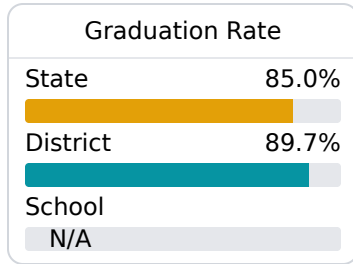 Graduation Rate
State 85.0%
District 89.7%
School
N/A